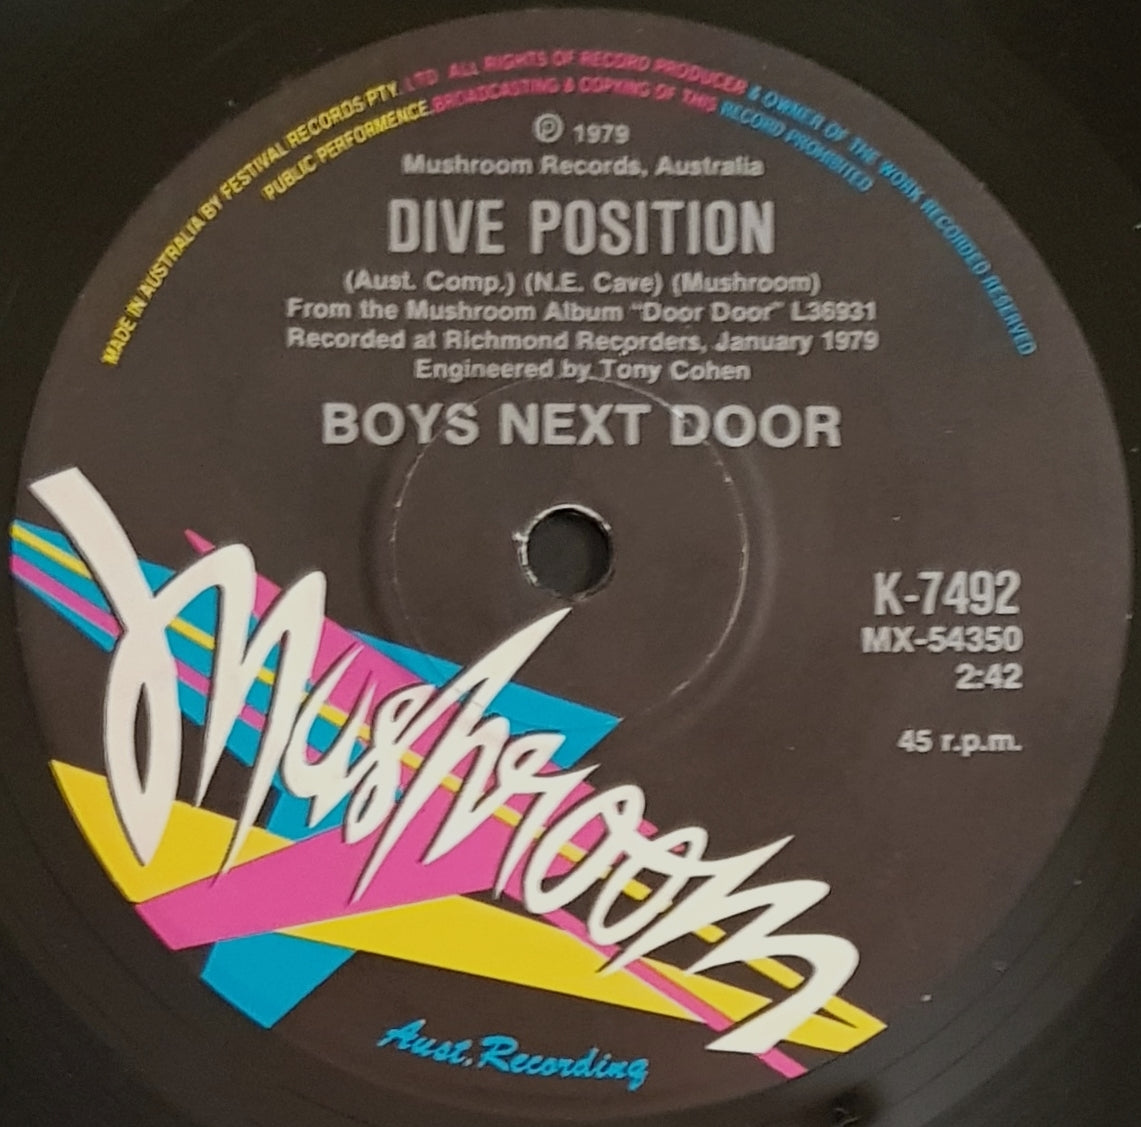 MADE IN AUSTRALIA BY FESTIVAL RECORDS PTY. LTD ALL RIGHTS OF RECORD PRODUCER & OWNER OF THE WORK RECORDED RESERVED
PUBLIC PERFORMENCE.BROADCASTING & COPYING OF THIS RECORD PROHIBITED
℗ 1979
Mushroom Records, Australia
DIVE POSITION
(Aust. Comp.) (N.E. Cave) (Mushroom)
From the Mushroom Album "Door Door" L36931
Recorded at Richmond Recorders, January 1979
Engineered by Tony Cohen
BOYS NEXT DOOR
K-7492
MX-54350
2:42
45 r.p.m.
Mushroom
Aust. Recording